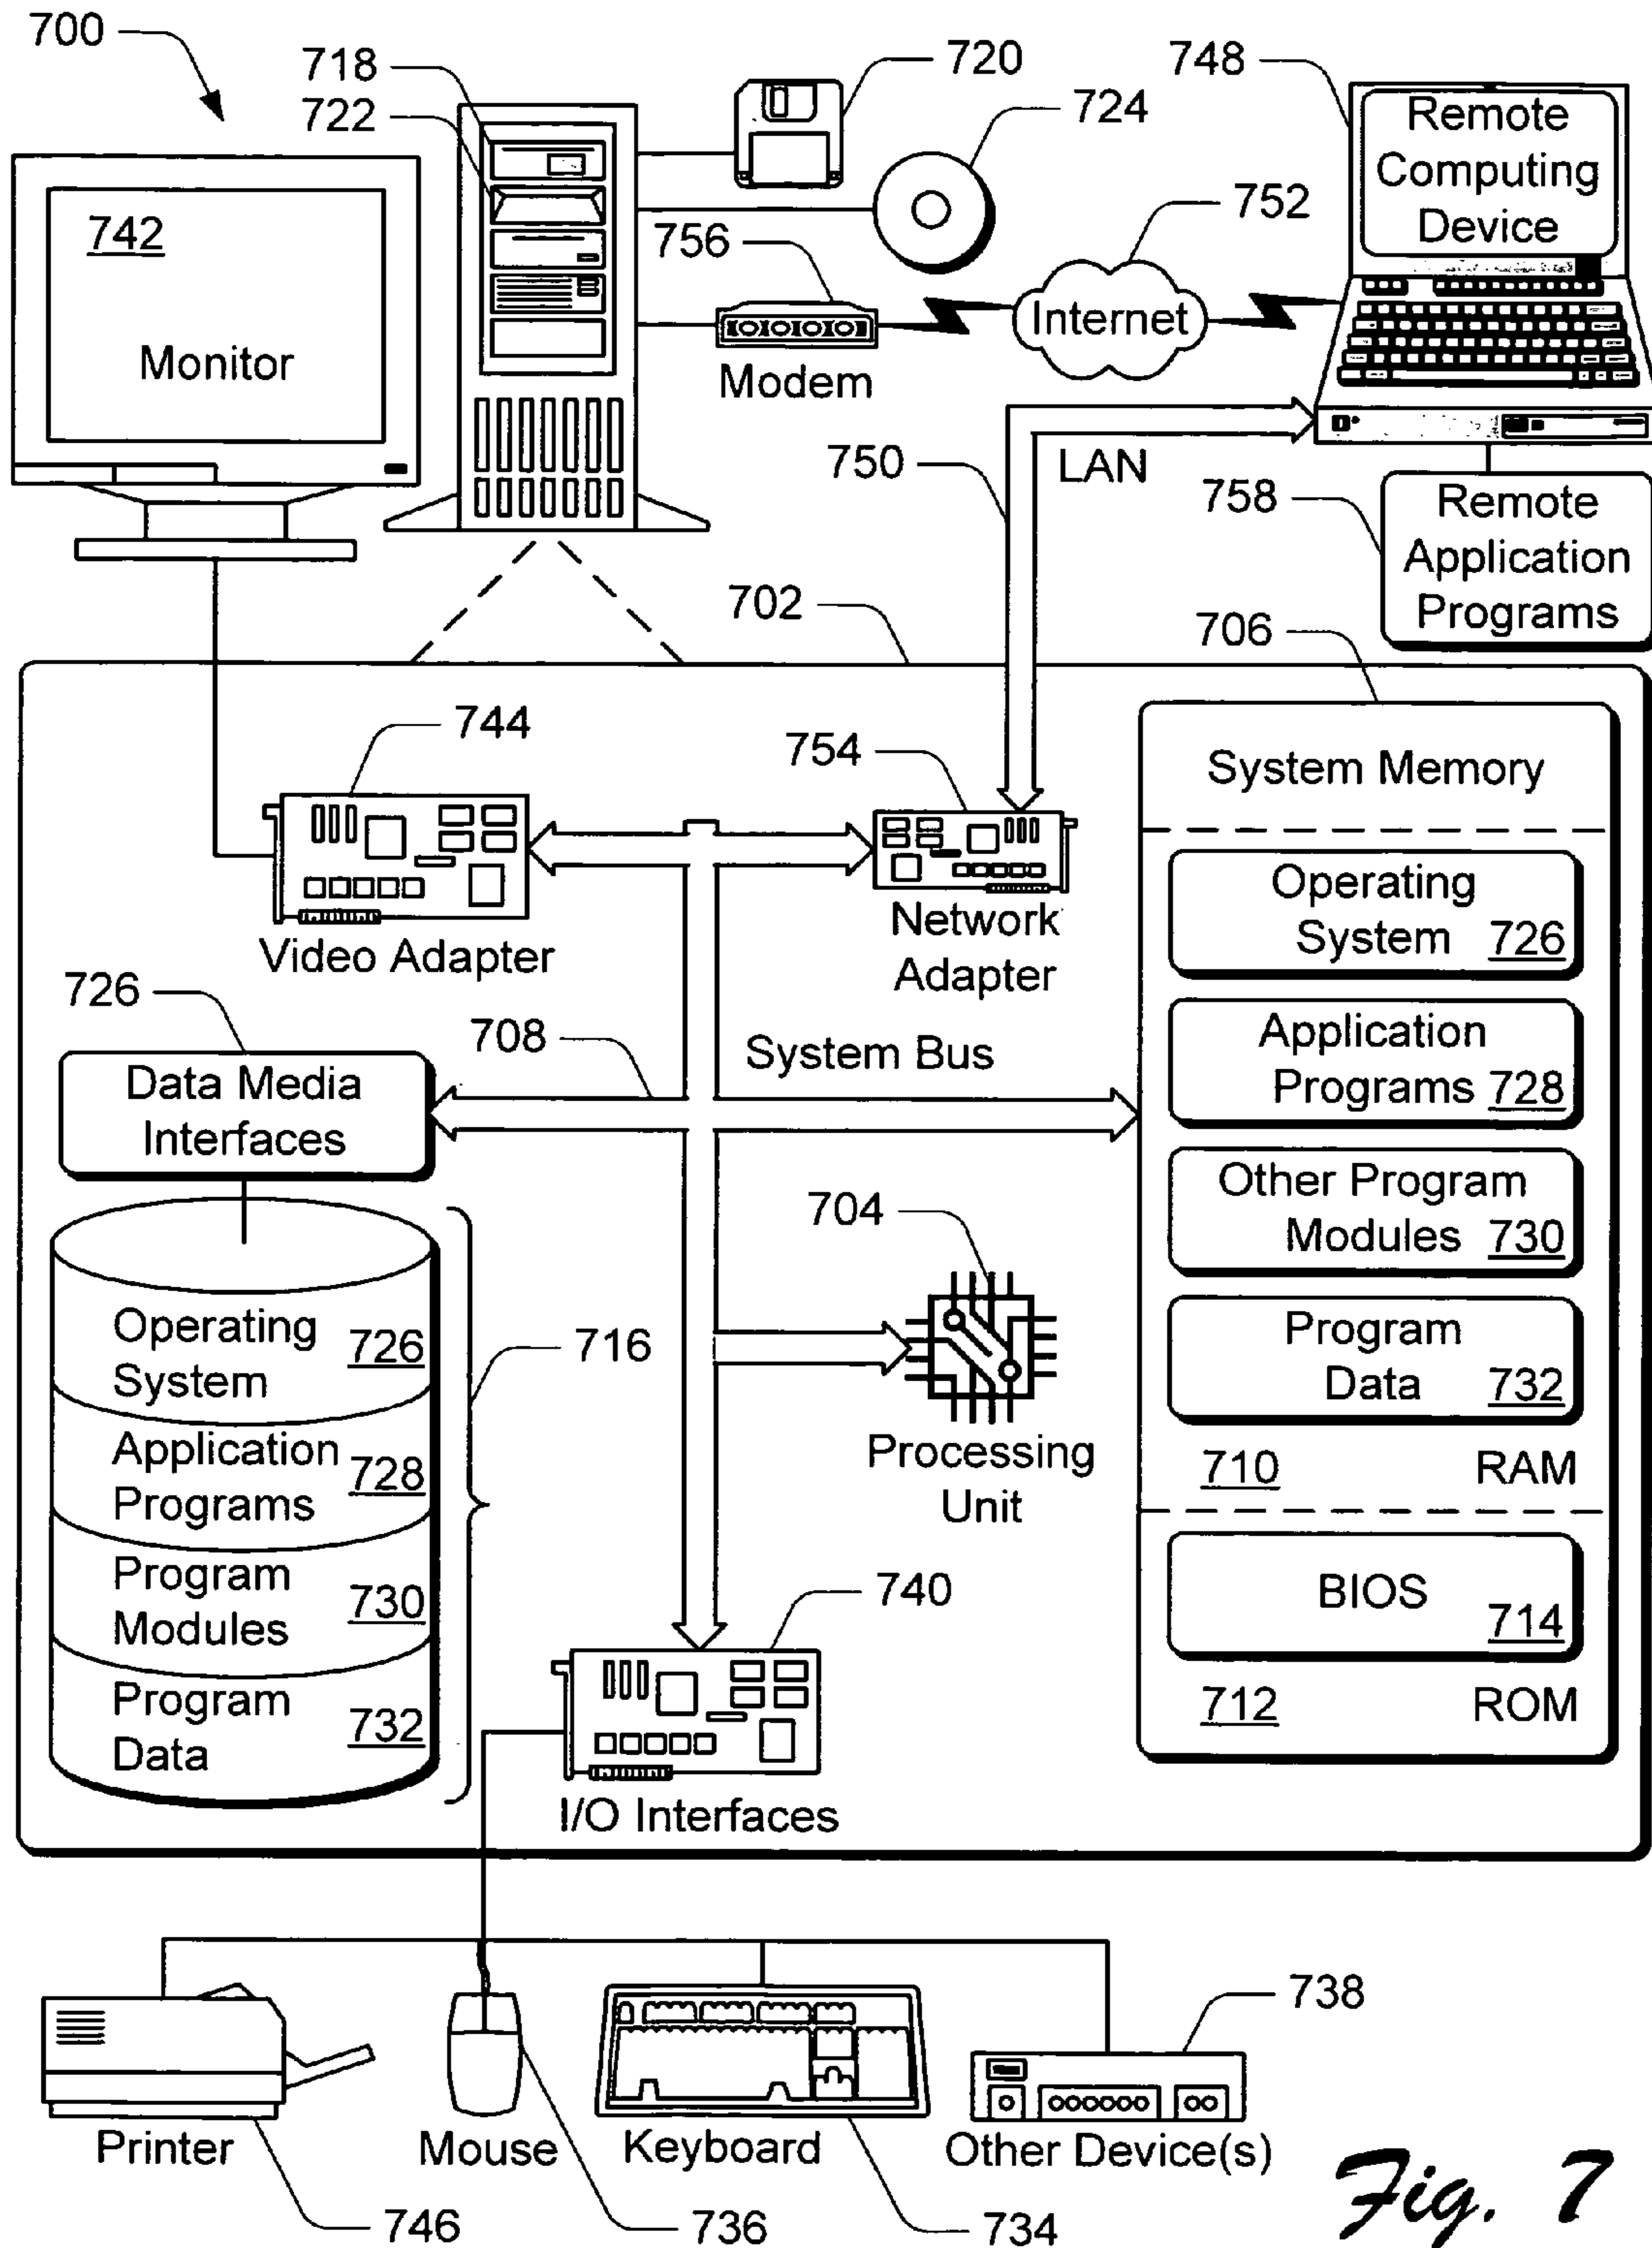 700
718
722
720
724
748
Remote
Computing
Device
742
Monitor
756
752
Internet
Modem
750
LAN
758
Remote
Application
Programs
702
706
744
754
System Memory
Video Adapter
Network
Adapter
Operating
System 726
726
Data Media
Interfaces
708
System Bus
Application
Programs 728
Other Program
Modules 730
704
Processing
Unit
Program
Data 732
710 RAM
BIOS
714
712 ROM
Operating
System 726
716
Application
Programs 728
Program
Modules 730
Program
Data 732
740
I/O Interfaces
738
Printer
Mouse
Keyboard
Other Device(s)
746
736
734
Fig. 7